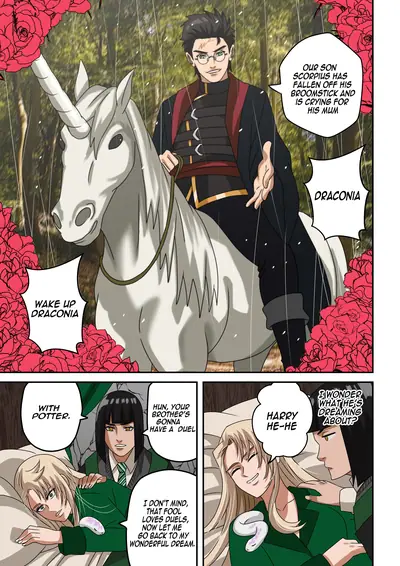 OUR SON
SCORPIUS HAS
FALLEN OFF HIS
BROOMSTICK AND
IS CRYING FOR
HIS MUM
DRACONIA
WAKE UP
DRACONIA
I WONDER
WHAT HE'S
DREAMING
ABOUT?
HARRY
HE-HE
HUN, YOUR
BROTHER'S
GONNA
HAVE A DUEL
WITH
POTTER.
I DON'T MIND,
THAT FOOL
LOVES DUELS,
NOW LET ME
GO BACK TO MY
WONDERFUL DREAM.